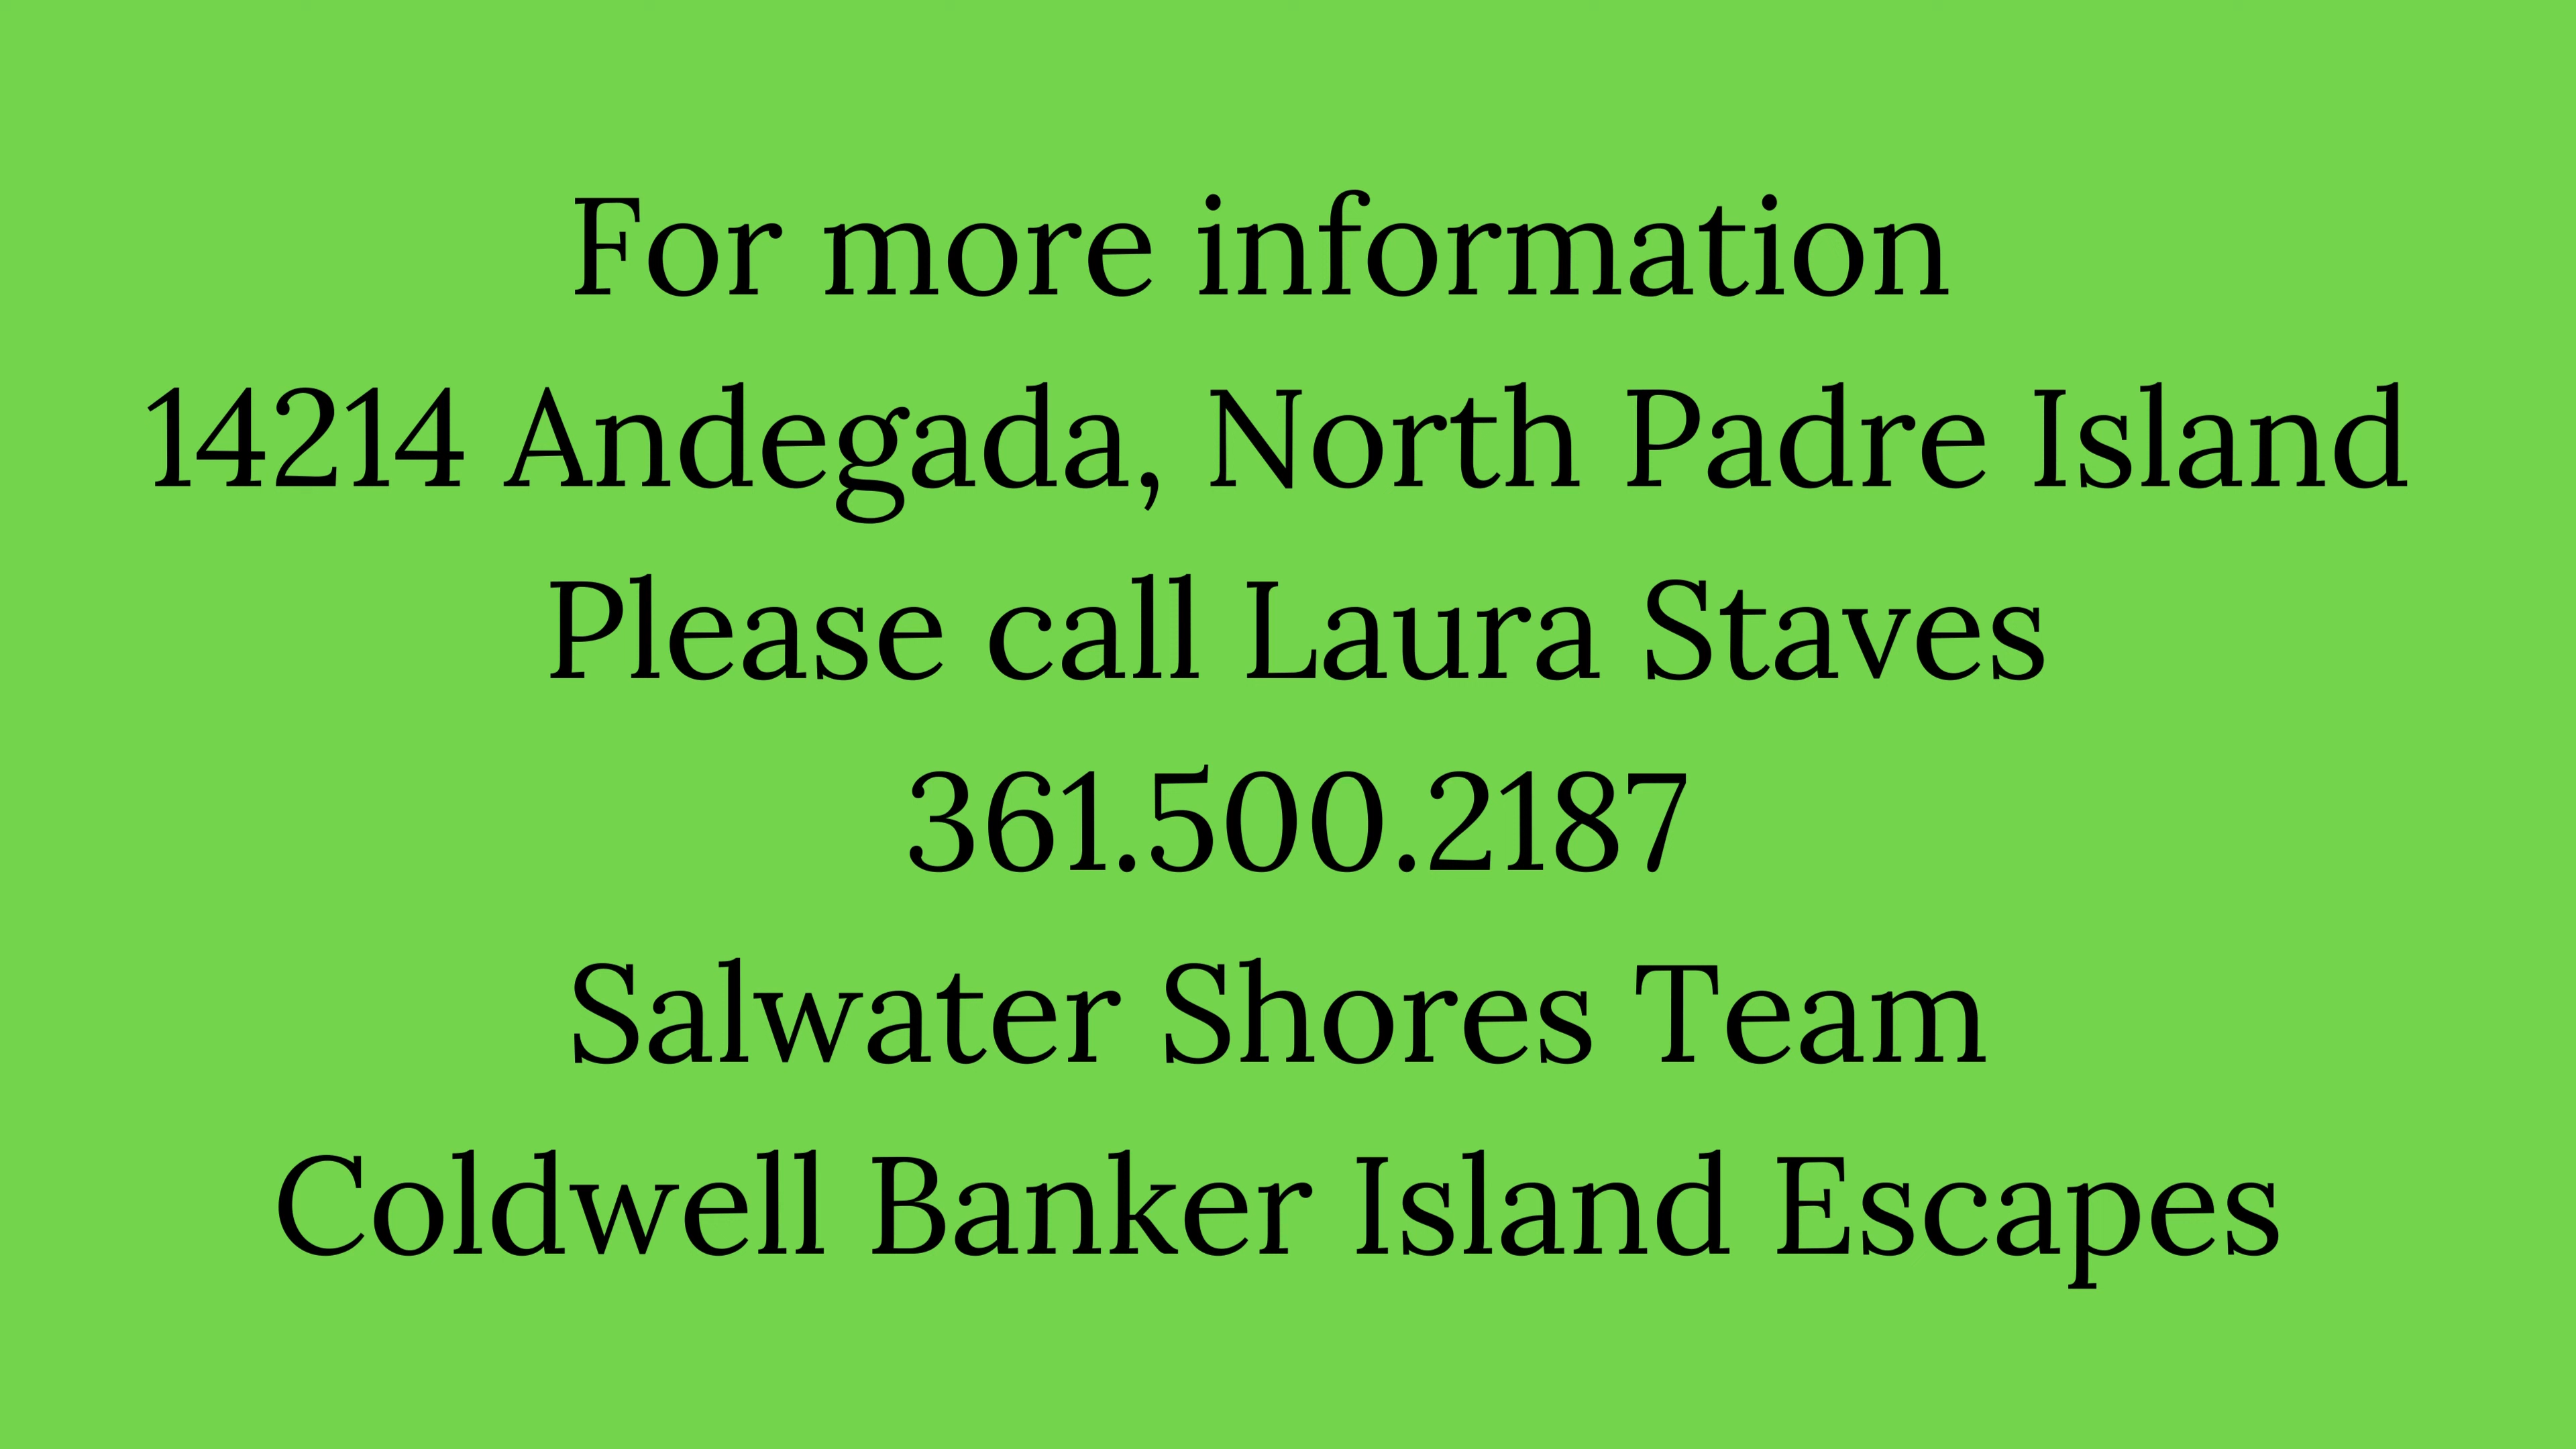 For more information
14214 Andegada, North Padre Island
Please call Laura Staves
361.500.2187
Salwater Shores Team
Coldwell Banker Island Escapes